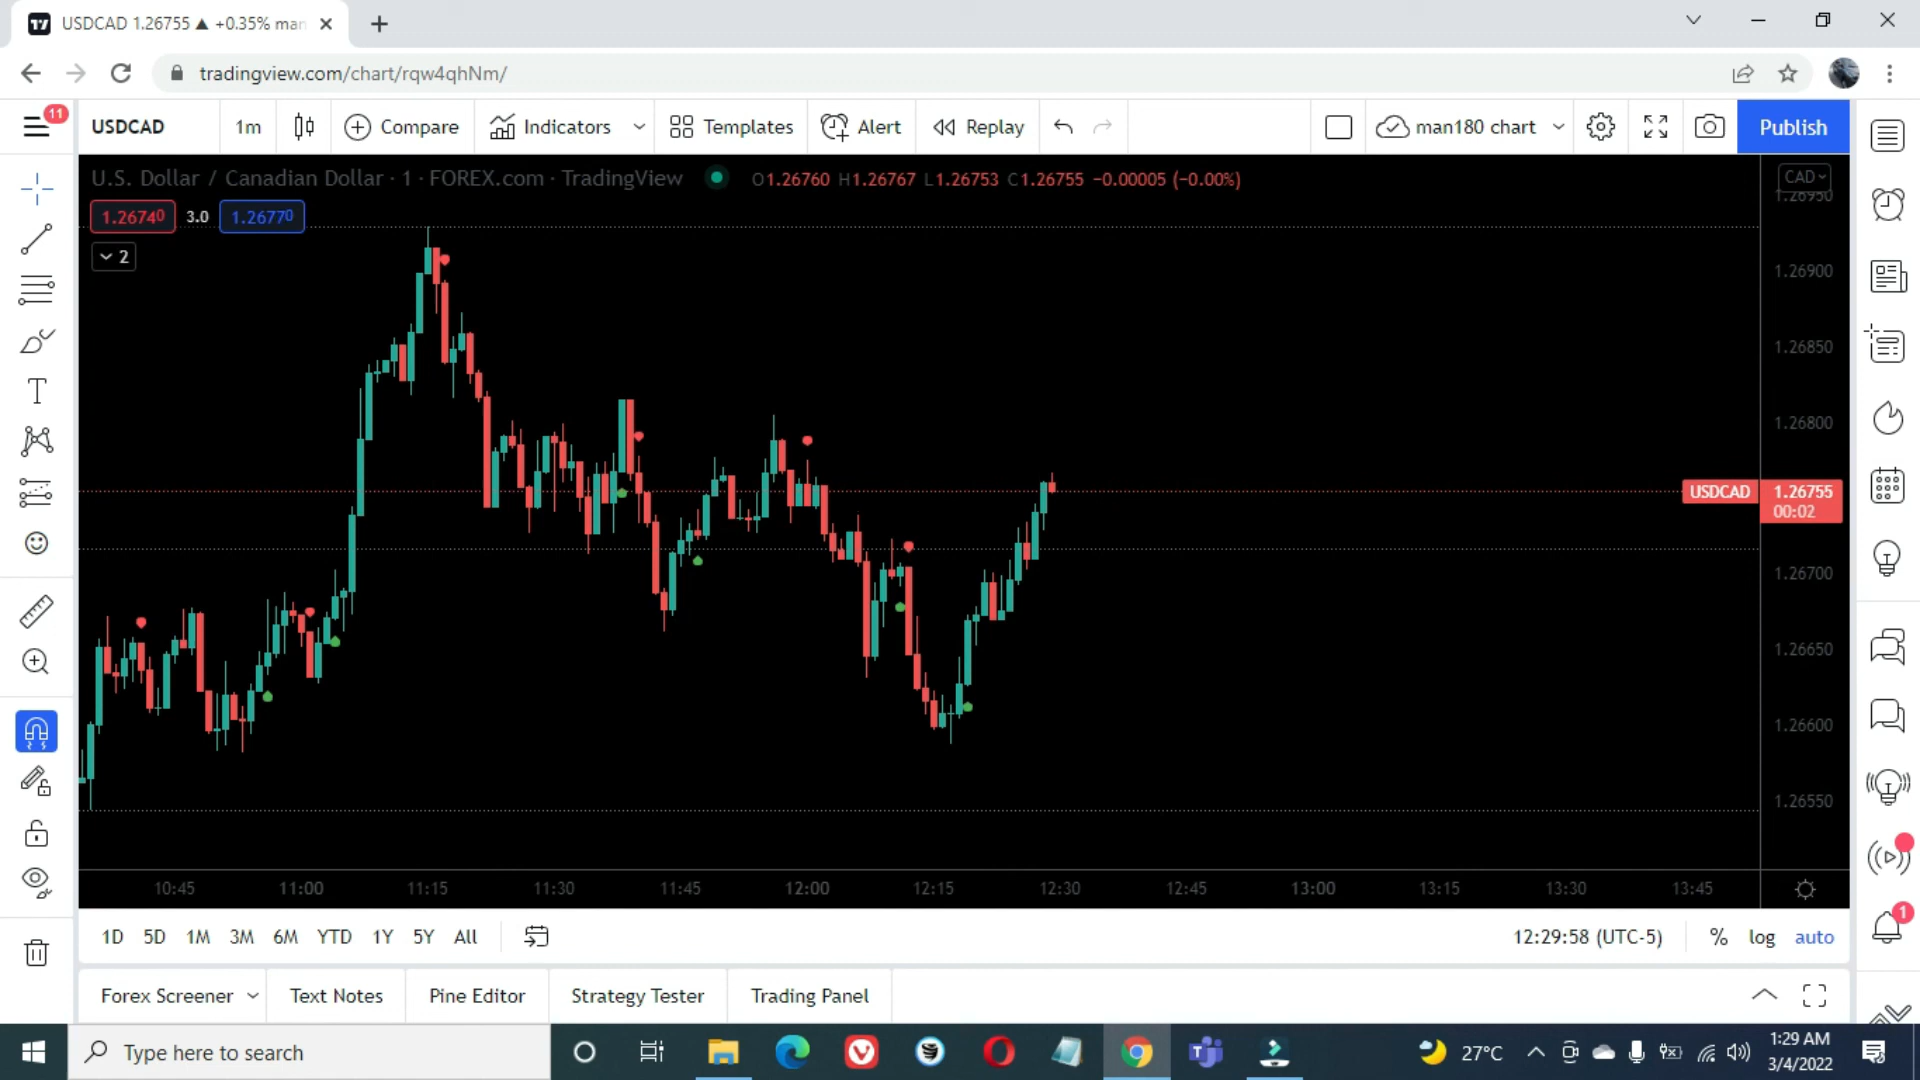 USDCAD 1.26755 ▲ +0.35% man
tradingview.com/chart/rqw4qhNm/
11
USDCAD 1m Compare Indicators Templates Alert Replay man180 chart Publish
U.S. Dollar / Canadian Dollar · 1 · FOREX.com · TradingView O1.26760 H1.26767 L1.26753 C1.26755 −0.00005 (−0.00%)
CAD
1.26950
1.26740 3.0 1.26770
2
1.26900
1.26850
1.26800
USDCAD 1.26755
00:02
1.26700
1.26650
1.26600
1.26550
10:45 11:00 11:15 11:30 11:45 12:00 12:15 12:30 12:45 13:00 13:15 13:30 13:45
1
1D 5D 1M 3M 6M YTD 1Y 5Y All 12:29:58 (UTC-5) % log auto
Forex Screener Text Notes Pine Editor Strategy Tester Trading Panel
Type here to search 27°C 1:29 AM
3/4/2022